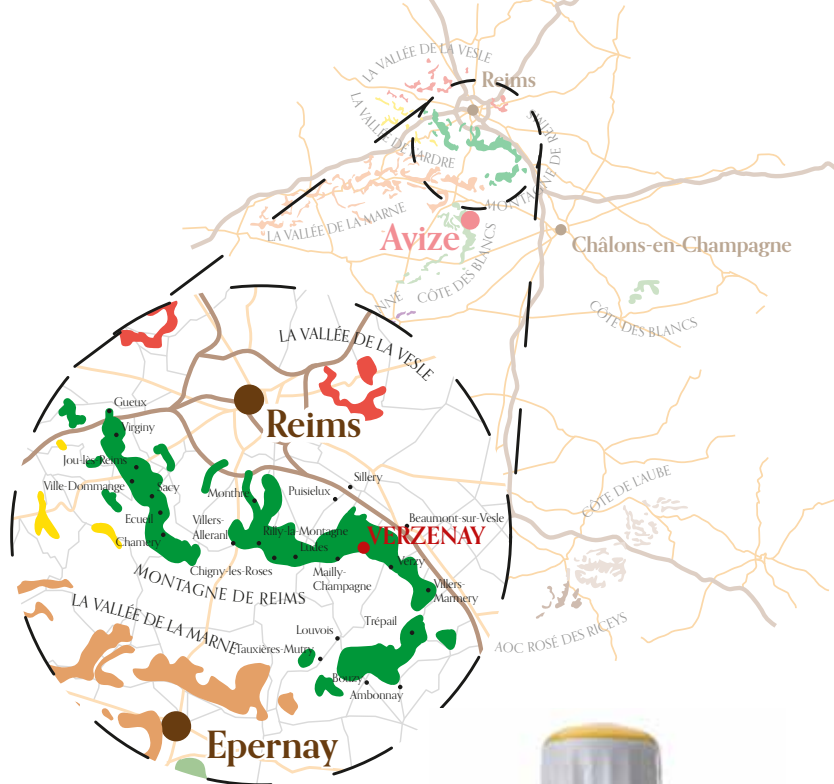 LA VALLÉE DE LA VESLE
Reims
LA VALLÉE DE L'ARDRE
MONTAGNE DE REIMS
LA VALLÉE DE LA MARNE
Avize
Châlons-en-Champagne
CÔTE DES BLANCS
NNE
CÔTE DES BLANCS
LA VALLÉE DE LA VESLE
Gueux
Virginy
Reims
Jou-lès-Reims
Ville-Dommange
Sacy
Sillery
Puisielux
Ecueil
Villers-
Allerant
Beaumont-sur-Vesle
Chamery
Rilly-la-Montagne
VERZENAY
Ludes
Chigny-les-Roses
Mailly-
Champagne
Verzy
MONTAGNE DE REIMS
Villers-
Marmery
LA VALLÉE DE LA MARNE
Trépail
Louvois
Tauxières-Mutry
Bouzy
Ambonnay
Epernay
CÔTE DE L'AUBE
AOC ROSÉ DES RICEYS